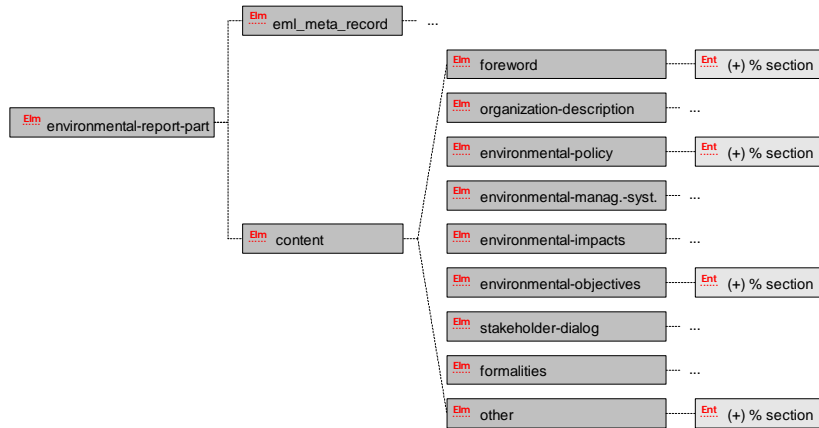 Elm eml_meta_record ...
Elm foreword Ent (+) % section
Elm organization-description ...
Elm environmental-report-part
Elm environmental-policy Ent (+) % section
Elm environmental-manag.-syst. ...
Elm content
Elm environmental-impacts ...
Elm environmental-objectives Ent (+) % section
Elm stakeholder-dialog ...
Elm formalities ...
Elm other Ent (+) % section